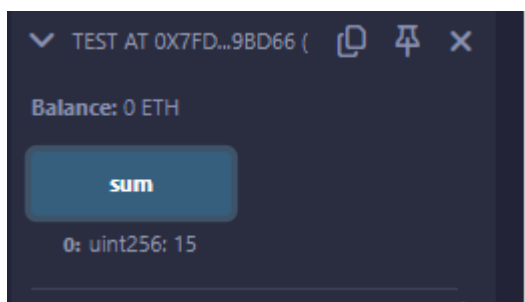 TEST AT 0X7FD...9BD66 (
Balance: 0 ETH
sum
0: uint256: 15